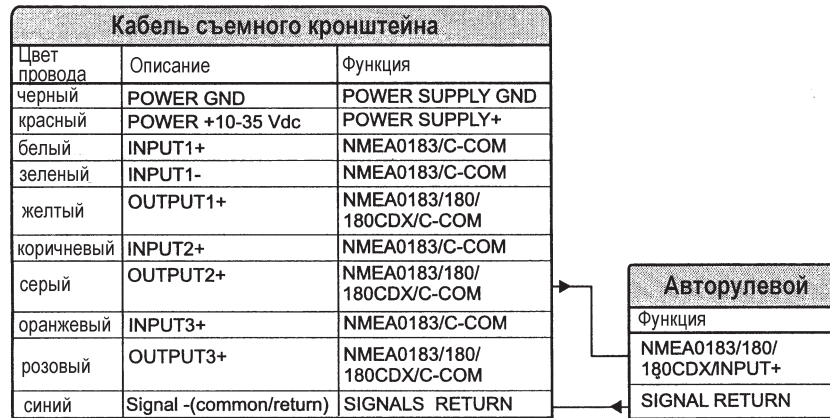 Кабель съемного кронштейна
Цвет провода Описание Функция
черный POWER GND POWER SUPPLY GND
красный POWER +10-35 Vdc POWER SUPPLY+
белый INPUT1+ NMEA0183/C-COM
зеленый INPUT1- NMEA0183/C-COM
желтый OUTPUT1+ NMEA0183/180/
180CDX/C-COM
коричневый INPUT2+ NMEA0183/C-COM
серый OUTPUT2+ NMEA0183/180/
180CDX/C-COM
оранжевый INPUT3+ NMEA0183/C-COM
розовый OUTPUT3+ NMEA0183/180/
180CDX/C-COM
синий Signal -(common/return) SIGNALS RETURN
Авторулевой
Функция
NMEA0183/180/
180CDX/INPUT+
SIGNAL RETURN